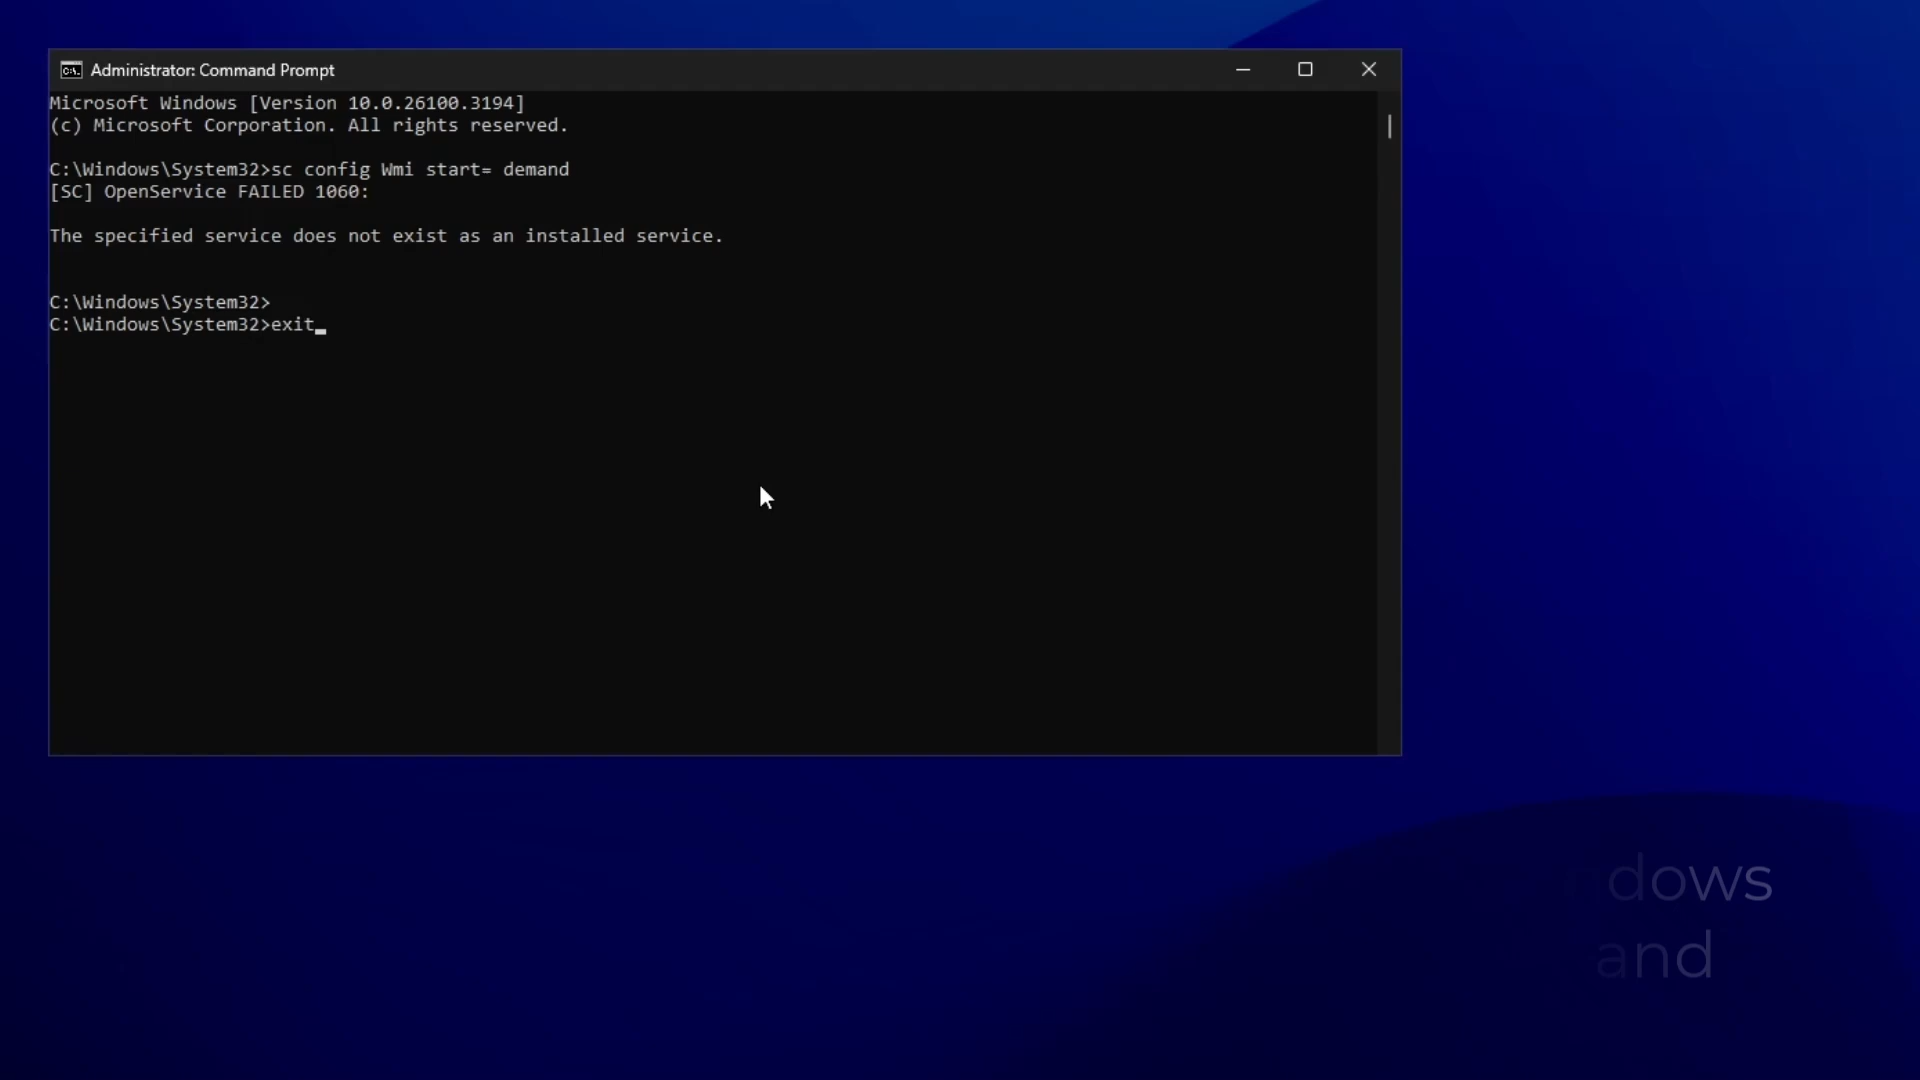 Administrator: Command Prompt
Microsoft Windows [Version 10.0.26100.3194]
(c) Microsoft Corporation. All rights reserved.
C:\Windows\System32>sc config Wmi start= demand
[SC] OpenService FAILED 1060:
The specified service does not exist as an installed service.
C:\Windows\System32>
C:\Windows\System32>exit
dows
and